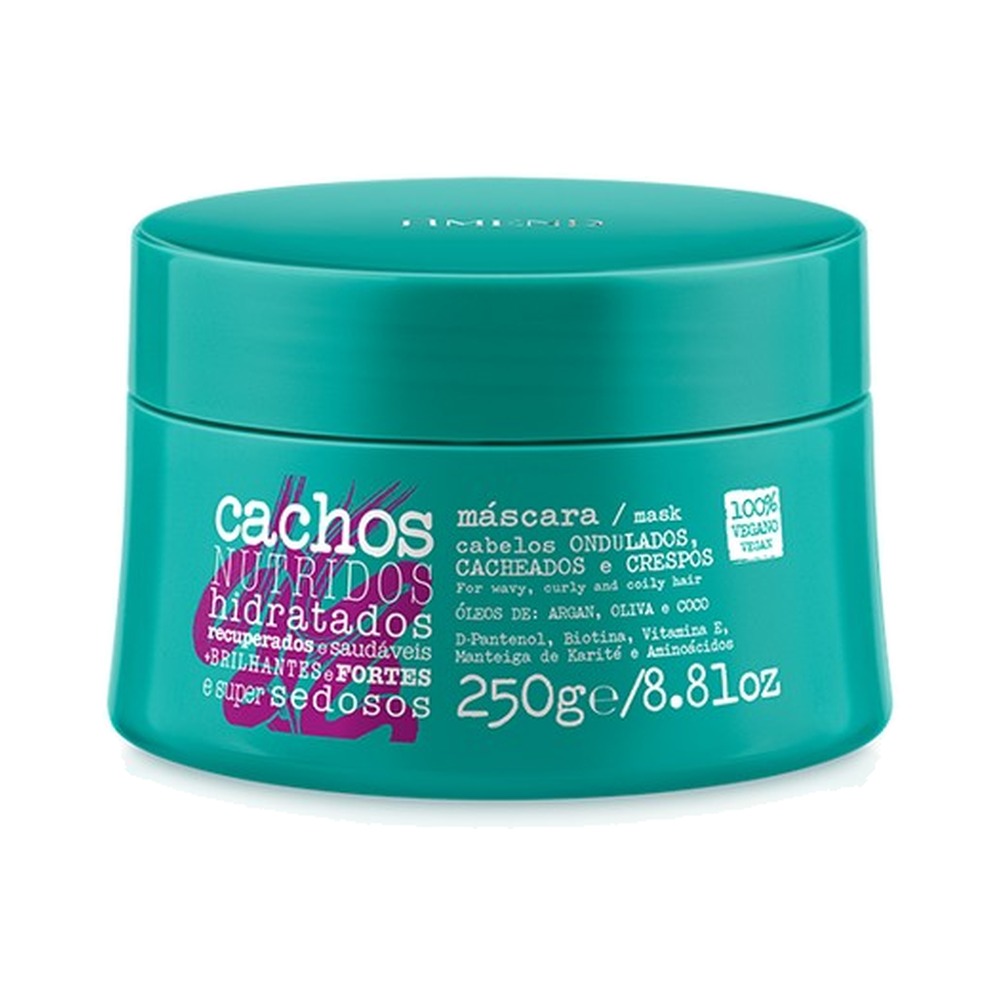 AMEND
cachos
NUTRIDOS
hidratados
recuperados e saudáveis
+BRILHANTES e FORTES
e super sedosos
máscara / mask
cabelos ONDULADOS,
CACHEADOS e CRESPOS
For wavy, curly and coily hair
ÓLEOS DE: ARGAN, OLIVA e COCO
D-Pantenol, Biotina, Vitamina E,
Manteiga de Karité e Aminoácidos
250g℮/8.81oz
100%
VEGANO
VEGAN